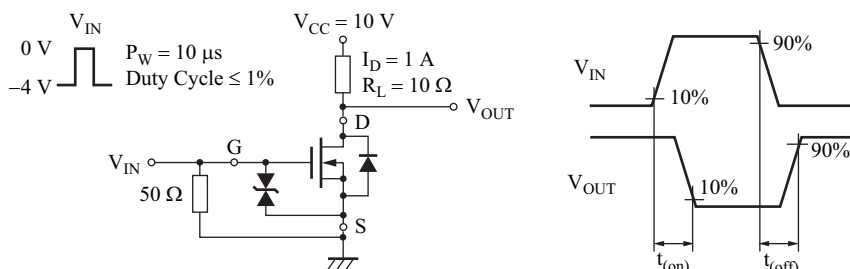 V_IN
0 V
−4 V
P_W = 10 µs
Duty Cycle ≤ 1%
V_CC = 10 V
I_D = 1 A
R_L = 10 Ω
V_OUT
D
V_IN
G
50 Ω
S
V_IN
90%
10%
V_OUT
90%
10%
t_(on)
t_(off)